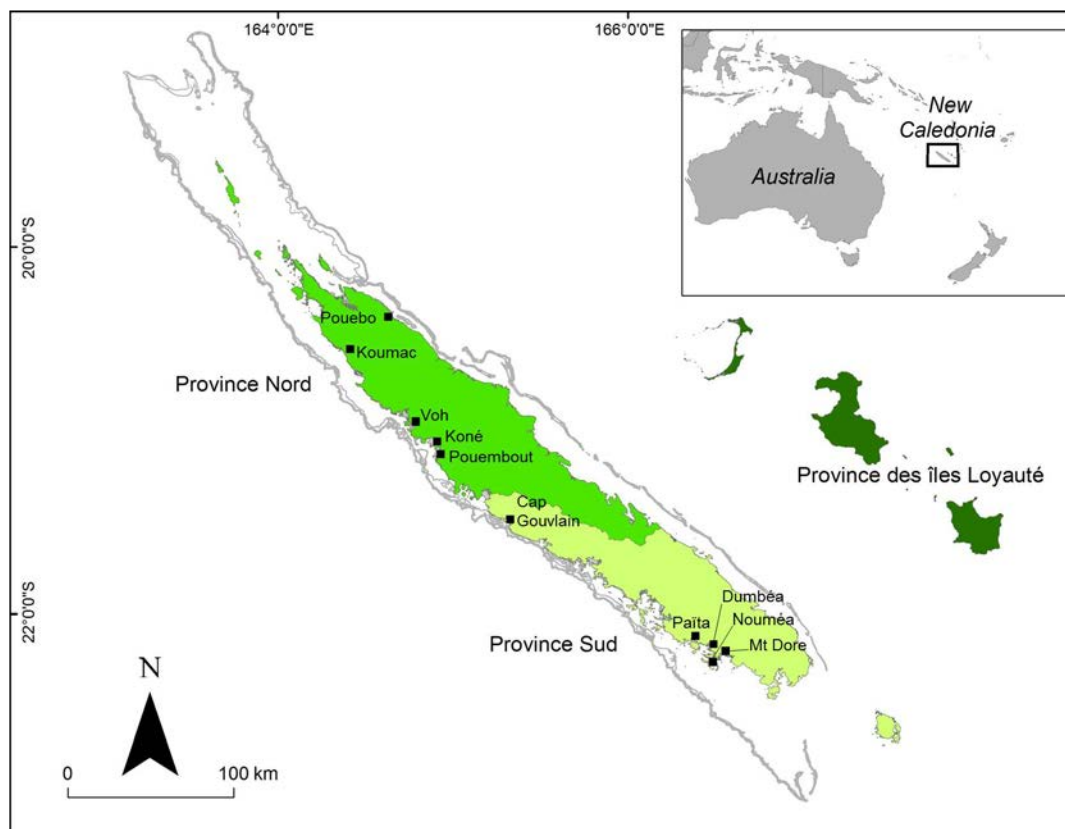 164°0'0"E
166°0'0"E
New
Caledonia
Australia
20°0'0"S
Pouebo
Koumac
Province Nord
Voh
Koné
Pouembout
Province des îles Loyauté
Cap
Gouvlain
22°0'0"S
Dumbéa
Païta
Nouméa
Province Sud
Mt Dore
N
0
100 km